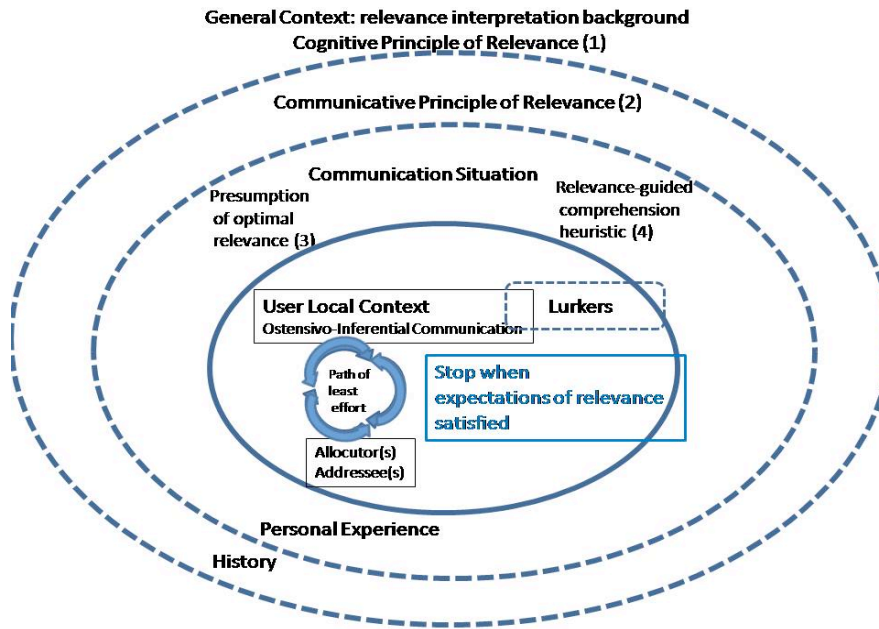 General Context: relevance interpretation background
Cognitive Principle of Relevance (1)
Communicative Principle of Relevance (2)
Communication Situation
Presumption
of optimal
relevance (3)
Relevance-guided
comprehension
heuristic (4)
User Local Context
Ostensivo-Inferential Communication
Lurkers
Path of
least
effort
Stop when
expectations of relevance
satisfied
Allocutor(s)
Addressee(s)
Personal Experience
History